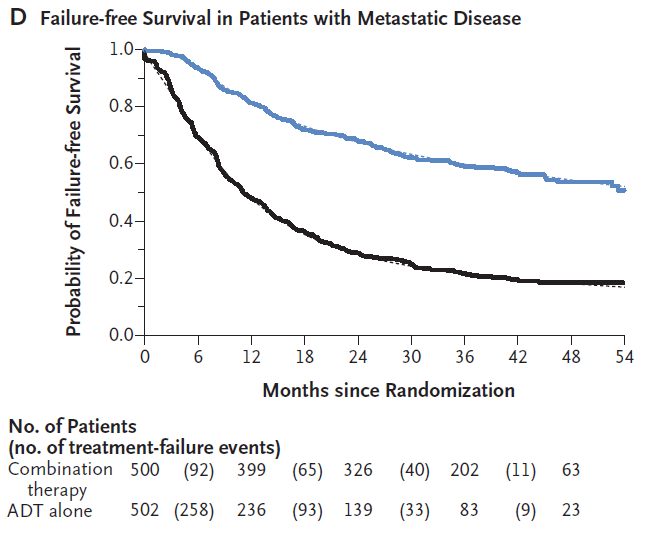 D Failure-free Survival in Patients with Metastatic Disease
Probability of Failure-free Survival
1.0
0.8
0.6
0.4
0.2
0.0
0 6 12 18 24 30 36 42 48 54
Months since Randomization
No. of Patients
(no. of treatment-failure events)
Combination 500 (92) 399 (65) 326 (40) 202 (11) 63
therapy
ADT alone 502 (258) 236 (93) 139 (33) 83 (9) 23